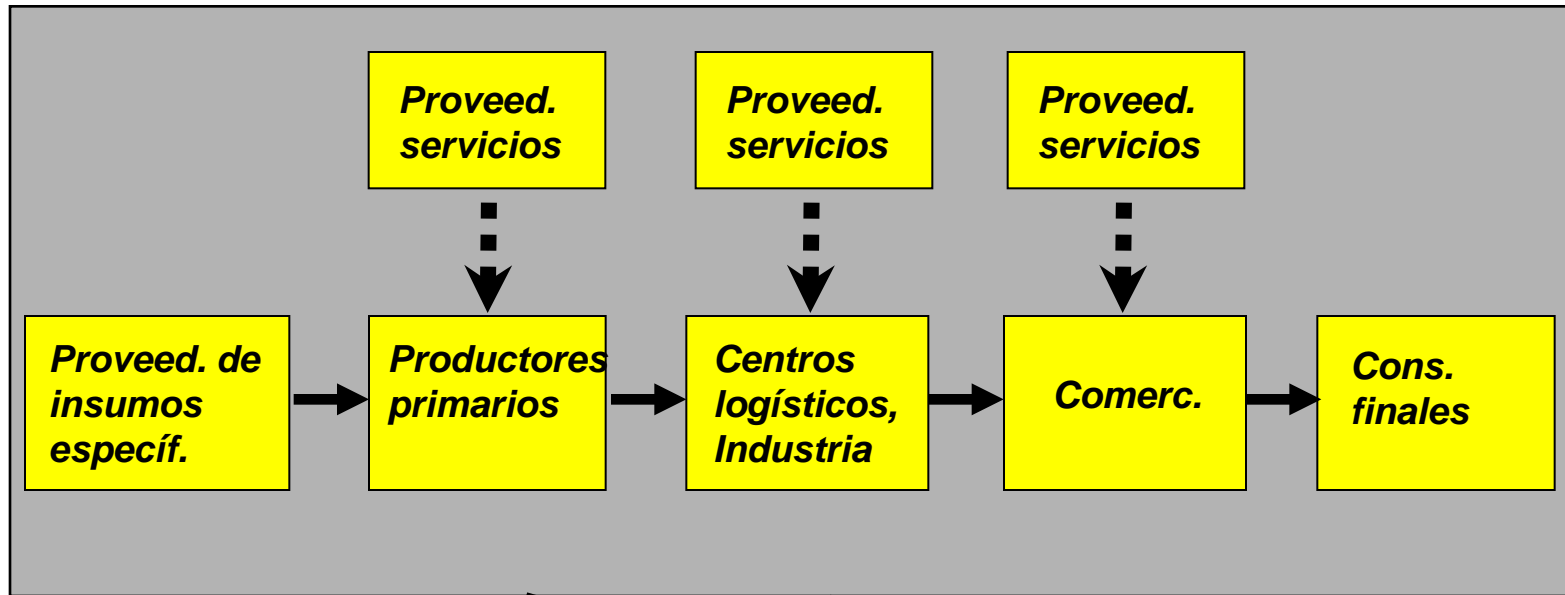 Proveed.
servicios
Proveed.
servicios
Proveed.
servicios
Proveed. de
insumos
específ.
Productores
primarios
Centros
logísticos,
Industria
Comerc.
Cons.
finales